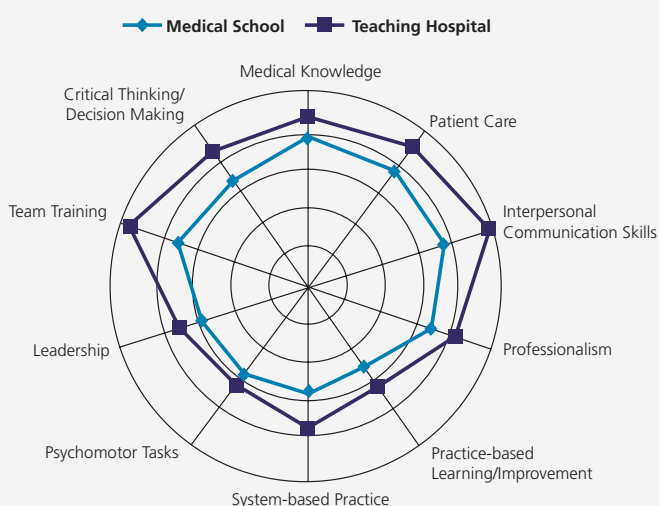 Medical School Teaching Hospital
Medical Knowledge
Critical Thinking/
Decision Making
Patient Care
Team Training
Interpersonal
Communication Skills
Leadership
Professionalism
Psychomotor Tasks
Practice-based
Learning/Improvement
System-based Practice